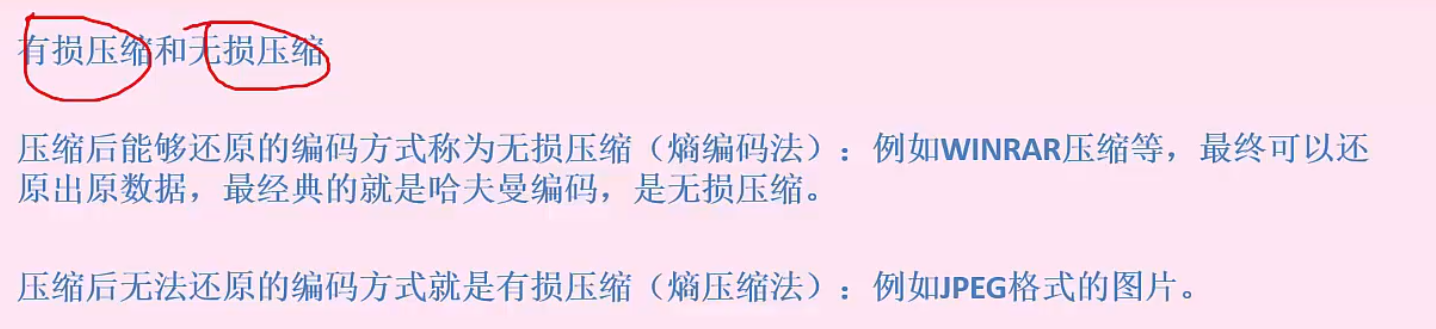 有损压缩和无损压缩
压缩后能够还原的编码方式称为无损压缩（熵编码法）：例如WINRAR压缩等，最终可以还
原出原数据，最经典的就是哈夫曼编码，是无损压缩。
压缩后无法还原的编码方式就是有损压缩（熵压缩法）：例如JPEG格式的图片。